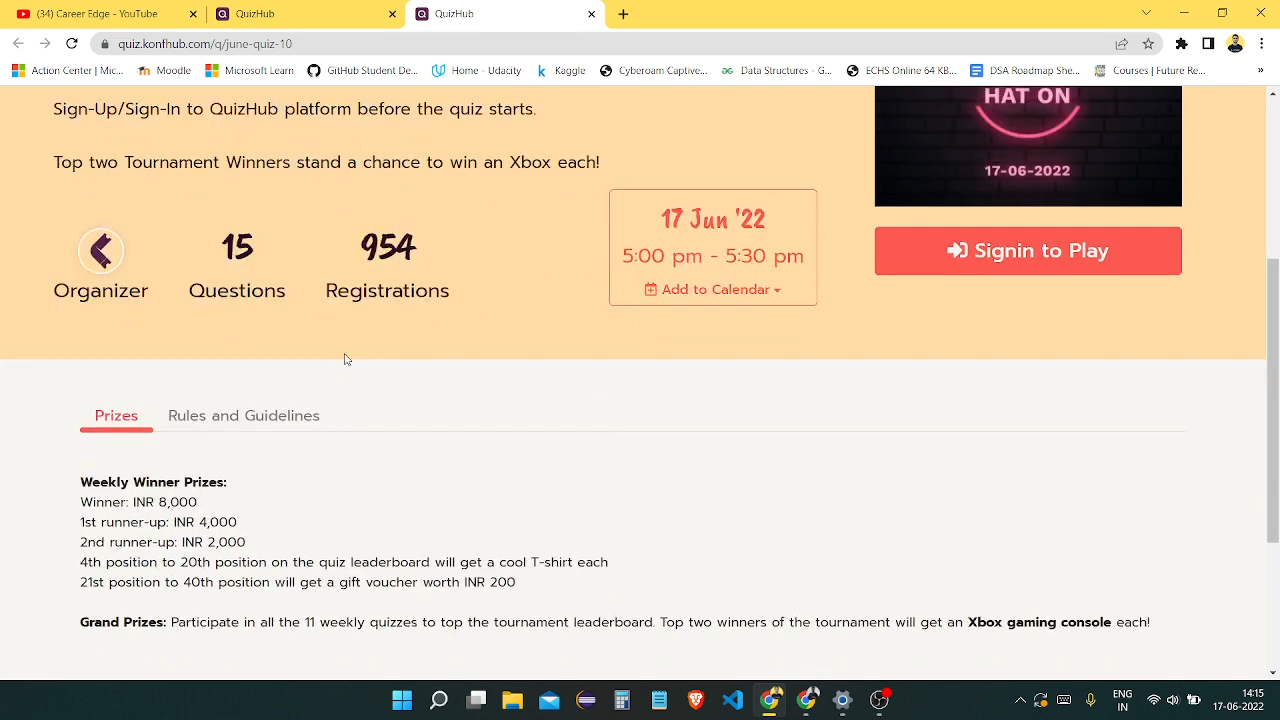 (34) Career Edge - YouTube
QuizHub
QuizHub
quiz.konfhub.com/q/june-quiz-10
Action Center | Mic...
Moodle
Microsoft Learn
GitHub Student De...
Home - Udacity
Kaggle
Cyberoam Captive...
Data Structures - G...
ECHS Online 64 KB...
DSA Roadmap She...
Courses | Future Re...
»
Sign-Up/Sign-In to QuizHub platform before the quiz starts.
Top two Tournament Winners stand a chance to win an Xbox each!
HAT ON
17-06-2022
15
954
Organizer
Questions
Registrations
17 Jun '22
5:00 pm - 5:30 pm
Add to Calendar
Signin to Play
Prizes
Rules and Guidelines
Weekly Winner Prizes:
Winner: INR 8,000
1st runner-up: INR 4,000
2nd runner-up: INR 2,000
4th position to 20th position on the quiz leaderboard will get a cool T-shirt each
21st position to 40th position will get a gift voucher worth INR 200
Grand Prizes: Participate in all the 11 weekly quizzes to top the tournament leaderboard. Top two winners of the tournament will get an Xbox gaming console each!
ENG
IN
14:15
17-06-2022